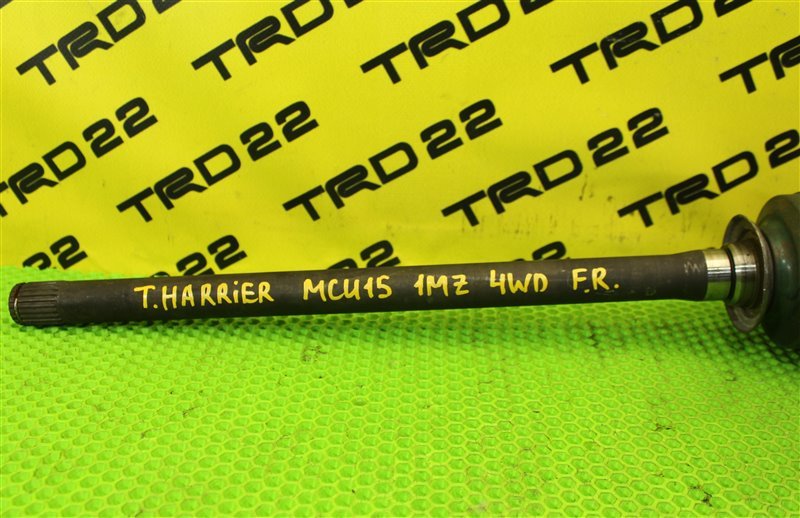 TRD 22 TRD 22 TRD 22
TRD 22 TRD 22 TRD 22 TRD 22
T.HARRiER MCU15 1MZ 4WD F.R.